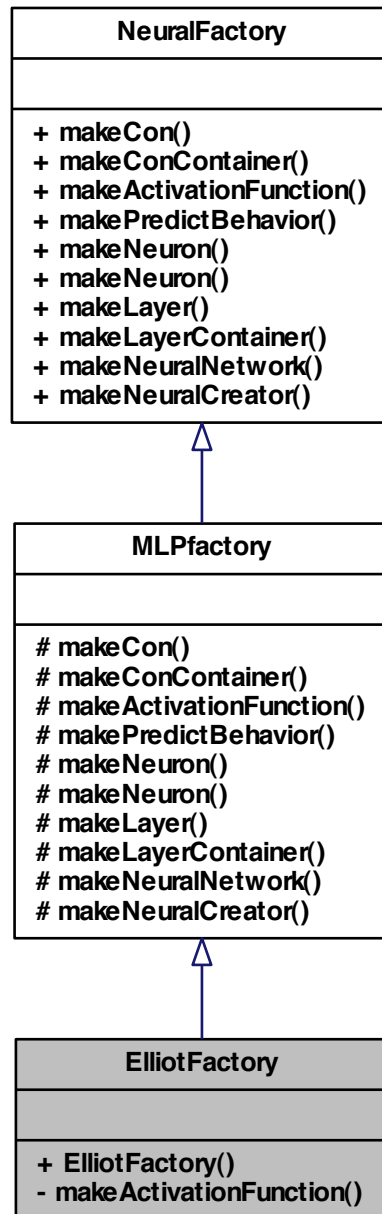 NeuralFactory
+ makeCon()
+ makeConContainer()
+ makeActivationFunction()
+ makePredictBehavior()
+ makeNeuron()
+ makeNeuron()
+ makeLayer()
+ makeLayerContainer()
+ makeNeuralNetwork()
+ makeNeuralCreator()
MLPfactory
# makeCon()
# makeConContainer()
# makeActivationFunction()
# makePredictBehavior()
# makeNeuron()
# makeNeuron()
# makeLayer()
# makeLayerContainer()
# makeNeuralNetwork()
# makeNeuralCreator()
ElliotFactory
+ ElliotFactory()
- makeActivationFunction()